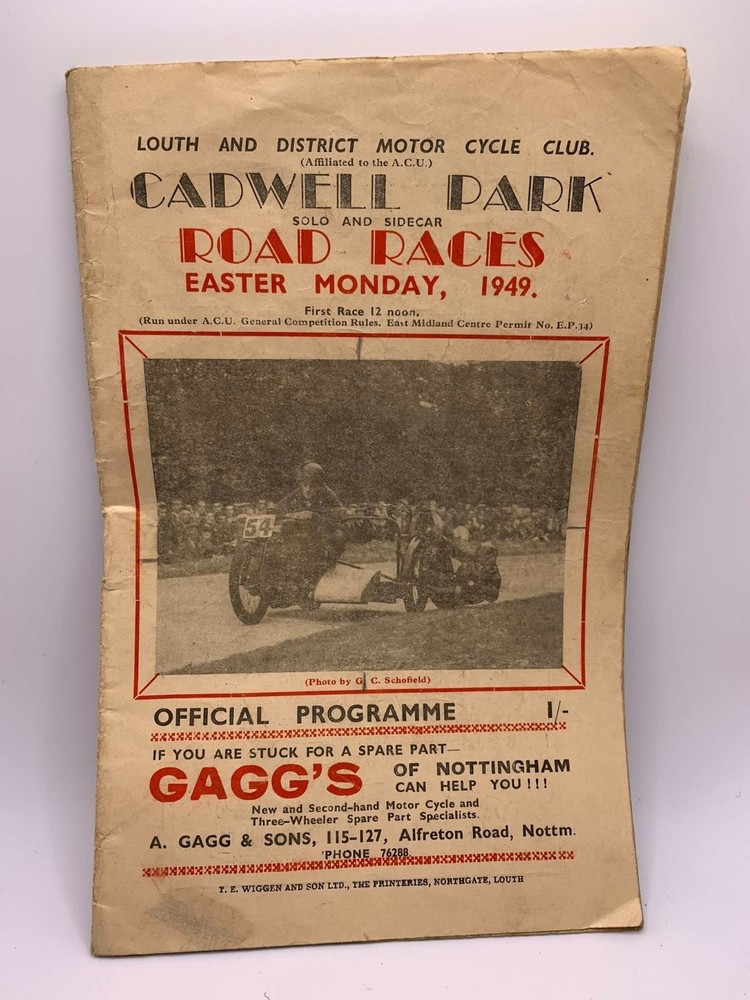 LOUTH AND DISTRICT MOTOR CYCLE CLUB.
(Affiliated to the A.C.U.)
CADWELL PARK
SOLO AND SIDECAR
ROAD RACES
EASTER MONDAY, 1949.
First Race 12 noon.
(Run under A.C.U. General Competition Rules. East Midland Centre Permit No. E.P.34)
54
(Photo by G. C. Schofield)
OFFICIAL PROGRAMME 1/-
IF YOU ARE STUCK FOR A SPARE PART—
GAGG'S OF NOTTINGHAM
CAN HELP YOU !!!
New and Second-hand Motor Cycle and
Three-Wheeler Spare Part Specialists.
A. GAGG & SONS, 115-127, Alfreton Road, Nottm.
'PHONE 76288
T. E. WIGGEN AND SON LTD., THE PRINTERIES, NORTHGATE, LOUTH